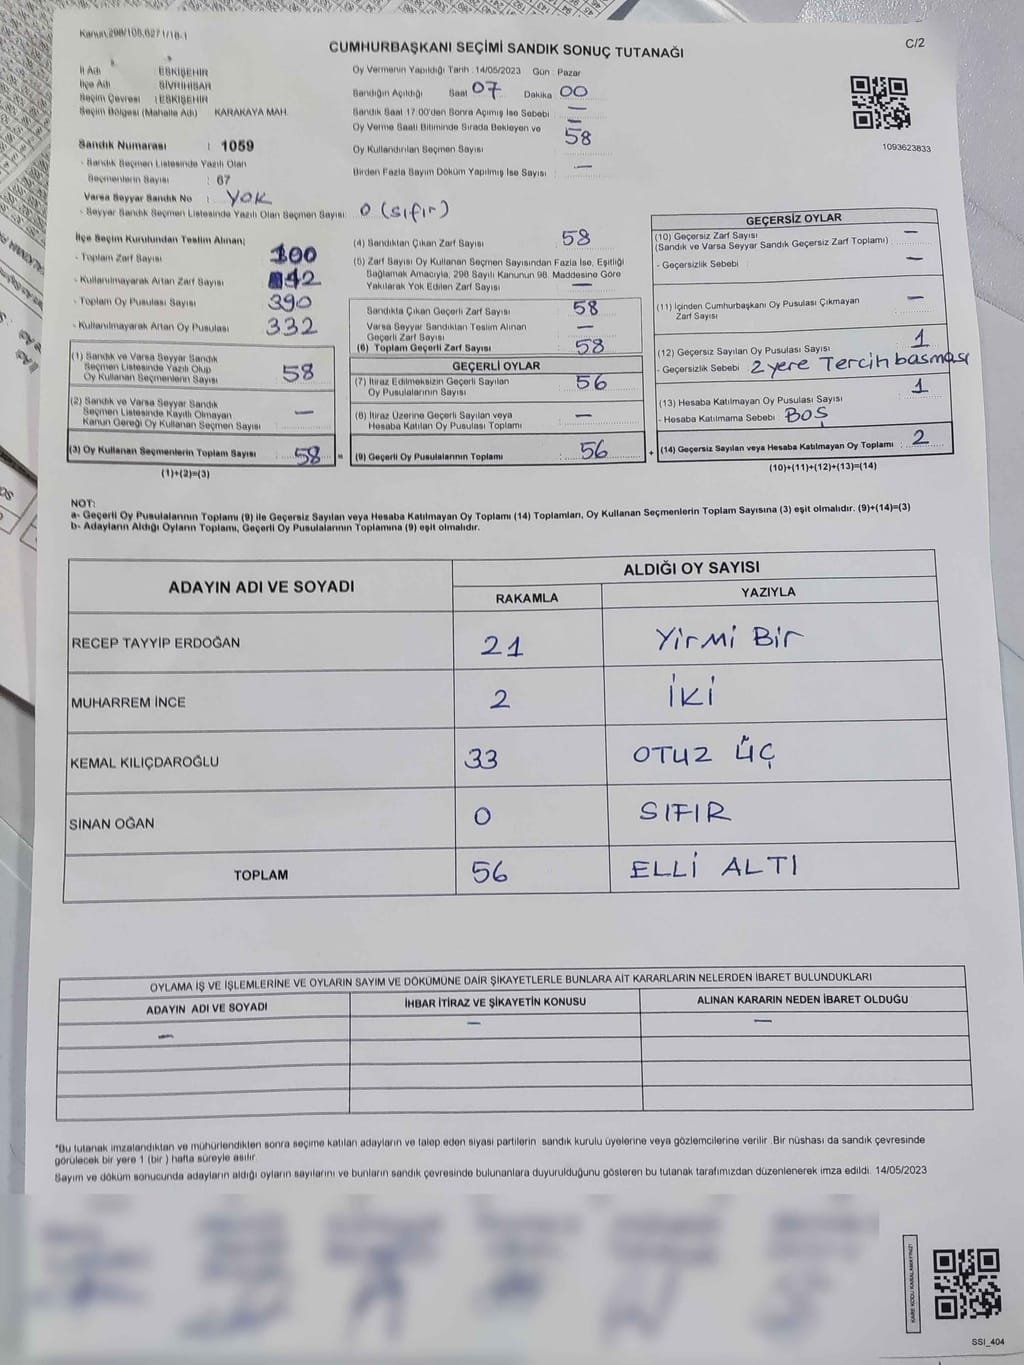 Kanun 298/105,6271/16-1
C/2
CUMHURBAŞKANI SEÇİMİ SANDIK SONUÇ TUTANAĞI
İl Adı : ESKİŞEHİR
İlçe Adı : SİVRİHİSAR
Seçim Çevresi : ESKİŞEHİR
Seçim Bölgesi (Mahalle Adı) KARAKAYA MAH.
Oy Vermenin Yapıldığı Tarih : 14/05/2023 Gün : Pazar
Sandığın Açıldığı Saat 07 Dakika 00
Sandık Saat 17:00'den Sonra Açımış İse Sebebi —
Oy Verme Saati Bitiminde Sırada Bekleyen ve
Oy Kullandırılan Seçmen Sayısı 58
Birden Fazla Sayım Döküm Yapılmış İse Sayısı —
1093623833
Sandık Numarası : 1059
- Sandık Seçmen Listesinde Yazılı Olan
Seçmenlerin Sayısı : 67
Varsa Seyyar Sandık No : YOK
- Seyyar Sandık Seçmen Listesinde Yazılı Olan Seçmen Sayısı: 0 (sıfır)
İlçe Seçim Kurulundan Teslim Alınan;
- Toplam Zarf Sayısı 100
- Kullanılmayarak Artan Zarf Sayısı 42
- Toplam Oy Pusulası Sayısı 390
- Kullanılmayarak Artan Oy Pusulası 332
(1) Sandık ve Varsa Seyyar Sandık
Seçmen Listesinde Yazılı Olup
Oy Kullanan Seçmenlerin Sayısı 58
(2) Sandık ve Varsa Seyyar Sandık
Seçmen Listesinde Kayıtlı Olmayan
Kanun Gereği Oy Kullanan Seçmen Sayısı —
(3) Oy Kullanan Seçmenlerin Toplam Sayısı 58 =
(1)+(2)=(3)
(4) Sandıktan Çıkan Zarf Sayısı 58
(5) Zarf Sayısı Oy Kullanan Seçmen Sayısından Fazla İse, Eşitliği
Sağlamak Amacıyla, 298 Sayılı Kanunun 98. Maddesine Göre
Yakılarak Yok Edilen Zarf Sayısı —
Sandıkta Çıkan Geçerli Zarf Sayısı 58
Varsa Seyyar Sandıktan Teslim Alınan
Geçerli Zarf Sayısı —
(6) Toplam Geçerli Zarf Sayısı 58
GEÇERLİ OYLAR
(7) İtiraz Edilmeksizin Geçerli Sayılan
Oy Pusulasının Sayısı 56
(8) İtiraz Üzerine Geçerli Sayılan veya
Hesaba Katılan Oy Pusulası Toplamı —
(9) Geçerli Oy Pusulalarının Toplamı 56 +
GEÇERSİZ OYLAR
(10) Geçersiz Zarf Sayısı —
(Sandık ve Varsa Seyyar Sandık Geçersiz Zarf Toplamı)
- Geçersizlik Sebebi : —
(11) İçinden Cumhurbaşkanı Oy Pusulası Çıkmayan
Zarf Sayısı —
(12) Geçersiz Sayılan Oy Pusulası Sayısı 1
- Geçersizlik Sebebi 2 yere Tercih basması
(13) Hesaba Katılmayan Oy Pusulası Sayısı 1
- Hesaba Katılmama Sebebi : BOŞ
(14) Geçersiz Sayılan veya Hesaba Katılmayan Oy Toplamı 2
(10)+(11)+(12)+(13)=(14)
NOT:
a- Geçerli Oy Pusulalarının Toplamı (9) ile Geçersiz Sayılan veya Hesaba Katılmayan Oy Toplamı (14) Toplamları, Oy Kullanan Seçmenlerin Toplam Sayısına (3) eşit olmalıdır. (9)+(14)=(3)
b- Adayların Aldığı Oyların Toplamı, Geçerli Oy Pusulalarının Toplamına (9) eşit olmalıdır.
ADAYIN ADI VE SOYADI
ALDIĞI OY SAYISI
RAKAMLA YAZIYLA
RECEP TAYYİP ERDOĞAN 21 Yirmi Bir
MUHARREM İNCE 2 İki
KEMAL KILIÇDAROĞLU 33 OTUZ ÜÇ
SİNAN OĞAN 0 SIFIR
TOPLAM 56 ELLİ ALTI
OYLAMA İŞ VE İŞLEMLERİNE VE OYLARIN SAYIM VE DÖKÜMÜNE DAİR ŞİKAYETLERLE BUNLARA AİT KARARLARIN NELERDEN İBARET BULUNDUKLARI
ADAYIN ADI VE SOYADI İHBAR İTİRAZ VE ŞİKAYETİN KONUSU ALINAN KARARIN NEDEN İBARET OLDUĞU
— — —
*Bu tutanak imzalandıktan ve mühürlendikten sonra seçime katılan adayların ve talep eden siyasi partilerin sandık kurulu üyelerine veya gözlemcilerine verilir. Bir nüshası da sandık çevresinde
görülecek bir yere 1 (bir ) hafta süreyle asılır.
Sayım ve döküm sonucunda adayların aldığı oyların sayılarını ve bunların sandık çevresinde bulunanlara duyurulduğunu gösteren bu tutanak tarafımızdan düzenlenerek imza edildi. 14/05/2023
KARE KODU KARALAMAYINIZ!
SSI_404